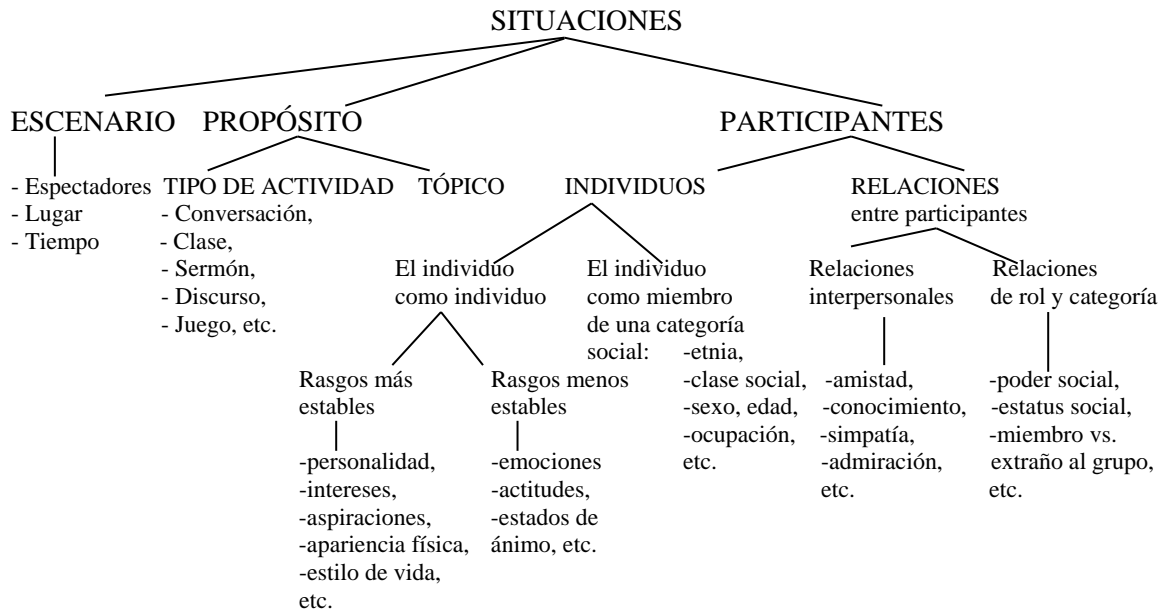 SITUACIONES
ESCENARIO
PROPÓSITO
PARTICIPANTES
- Espectadores
- Lugar
- Tiempo
TIPO DE ACTIVIDAD
- Conversación,
- Clase,
- Sermón,
- Discurso,
- Juego, etc.
TÓPICO
INDIVIDUOS
RELACIONES
entre participantes
El individuo
como individuo
El individuo
como miembro
de una categoría
social: -etnia,
-clase social,
-sexo, edad,
-ocupación,
etc.
Relaciones
interpersonales
Relaciones
de rol y categoría
Rasgos más
estables
Rasgos menos
estables
-amistad,
-conocimiento,
-simpatía,
-admiración,
etc.
-poder social,
-estatus social,
-miembro vs.
extraño al grupo,
etc.
-personalidad,
-intereses,
-aspiraciones,
-apariencia física,
-estilo de vida,
etc.
-emociones
-actitudes,
-estados de
ánimo, etc.